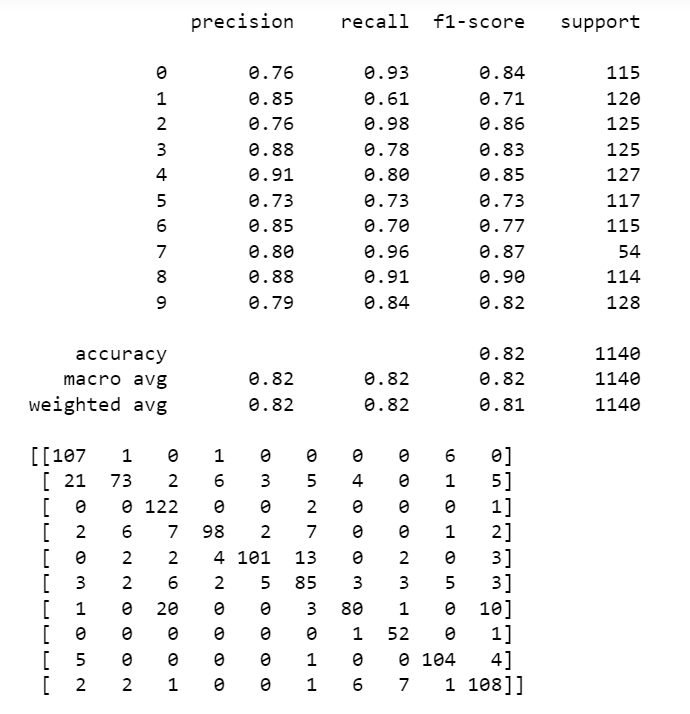 precision recall f1-score support
0 0.76 0.93 0.84 115
1 0.85 0.61 0.71 120
2 0.76 0.98 0.86 125
3 0.88 0.78 0.83 125
4 0.91 0.80 0.85 127
5 0.73 0.73 0.73 117
6 0.85 0.70 0.77 115
7 0.80 0.96 0.87 54
8 0.88 0.91 0.90 114
9 0.79 0.84 0.82 128
accuracy 0.82 1140
macro avg 0.82 0.82 0.82 1140
weighted avg 0.82 0.82 0.81 1140
[[107 1 0 1 0 0 0 0 6 0]
[ 21 73 2 6 3 5 4 0 1 5]
[ 0 0 122 0 0 2 0 0 0 1]
[ 2 6 7 98 2 7 0 0 1 2]
[ 0 2 2 4 101 13 0 2 0 3]
[ 3 2 6 2 5 85 3 3 5 3]
[ 1 0 20 0 0 3 80 1 0 10]
[ 0 0 0 0 0 0 1 52 0 1]
[ 5 0 0 0 0 1 0 0 104 4]
[ 2 2 1 0 0 1 6 7 1 108]]